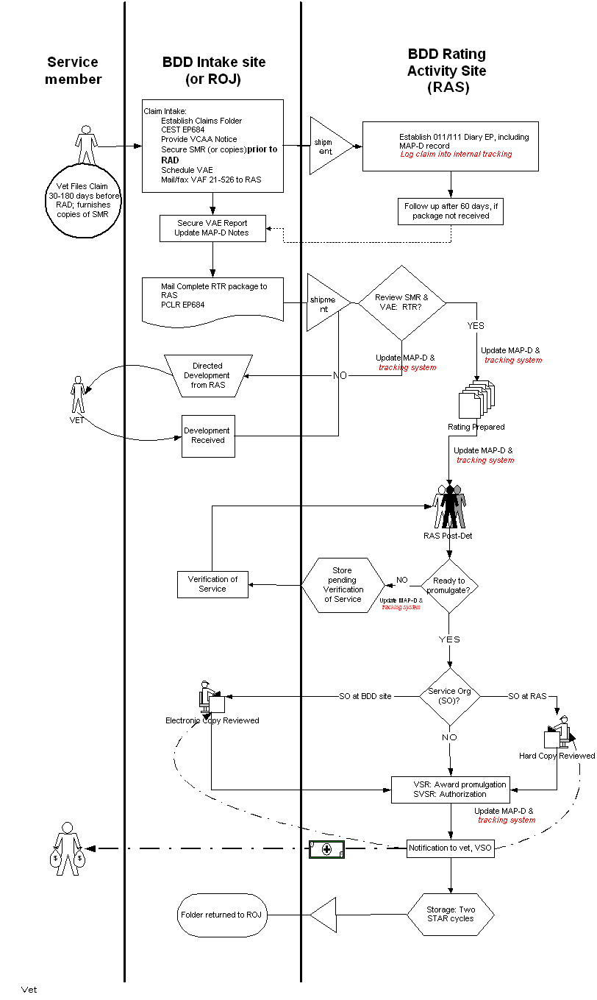 Service
member
BDD Intake site
(or ROJ)
BDD Rating
Activity Site
(RAS)
Claim Intake:
Establish Claims Folder
CEST EP684
Provide VCAA Notice
Secure SMR (or copies)prior to
RAD
Schedule VAE
Mail/fax VAF 21-526 to RAS
shipm
ent
Establish 011/111 Diary EP, including
MAP-D record
Log claim into internal tracking
Vet Files Claim
30-180 days before
RAD; furnishes
copies of SMR
Follow up after 60 days, if
package not received
Secure VAE Report
Update MAP-D Notes
Mail Complete RTR package to
RAS
PCLR EP684
shipme
nt
Review SMR &
VAE: RTR?
YES
Update MAP-D &
tracking system
Update MAP-D &
tracking system
NO
Directed
Development
from RAS
VET
Rating Prepared
Development
Received
Update MAP-D &
tracking system
RAS Post-Det
Verification of
Service
Store
pending
Verification
of Service
NO
Update MAP-D &
tracking system
Ready to
promulgate?
YES
Service Org
(SO)?
SO at BDD site
SO at RAS
Electronic Copy Reviewed
NO
Hard Copy Reviewed
VSR: Award promulgation
SVSR: Authorization
Update MAP-D &
tracking system
$ $
Notification to vet, VSO
Folder returned to ROJ
Storage: Two
STAR cycles
Vet